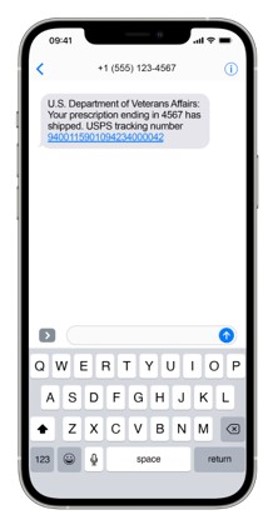 09:41
+1 (555) 123-4567
U.S. Department of Veterans Affairs:
Your prescription ending in 4567 has
shipped. USPS tracking number
9400115901094234000042
Q W E R T Y U I O P
A S D F G H J K L
Z X C V B N M
123 space return